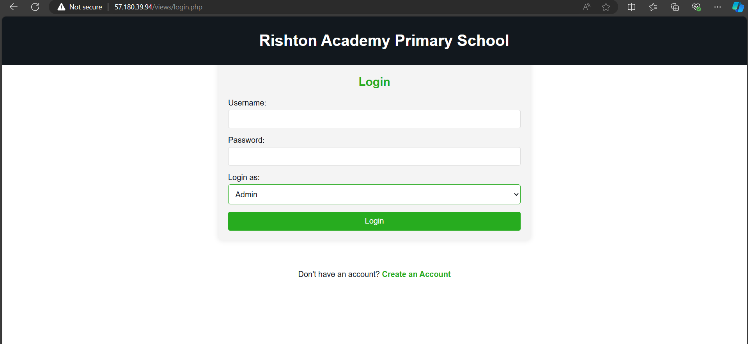 Not secure 57.180.39.94/views/login.php
Rishton Academy Primary School
Login
Username:
Password:
Login as:
Admin
Login
Don't have an account? Create an Account